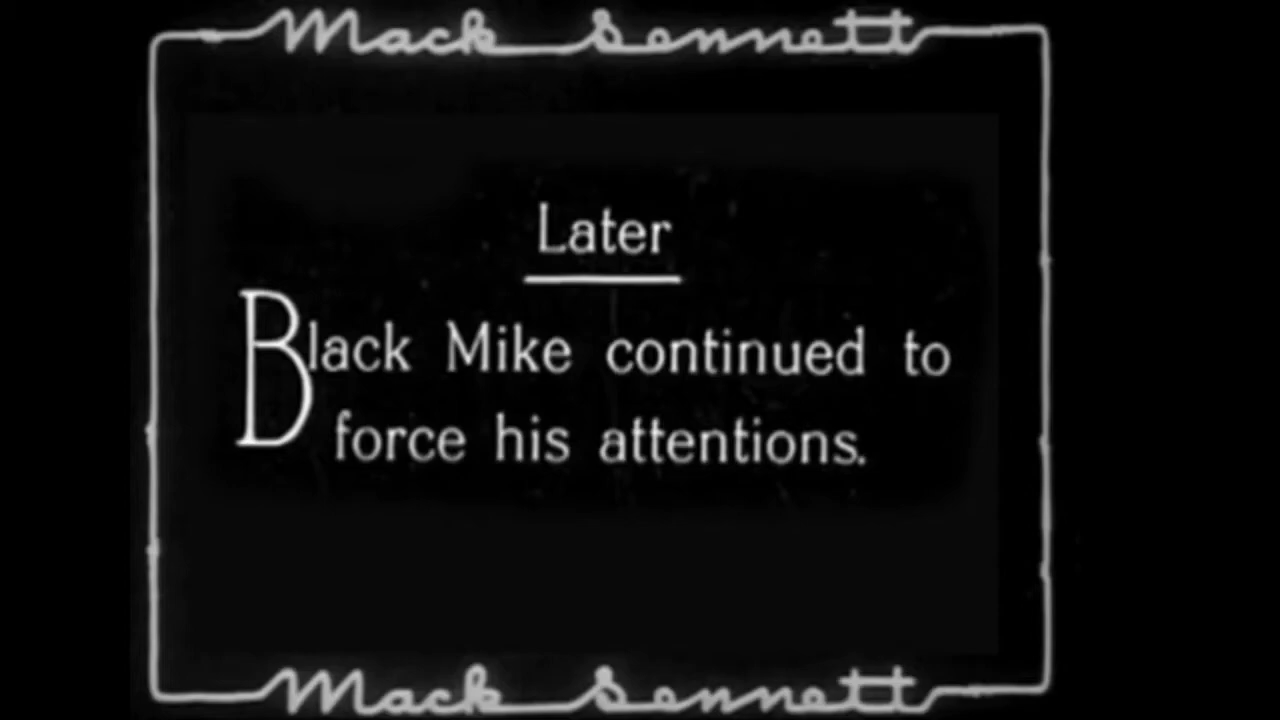 Mack Sennett
Later
Black Mike continued to
force his attentions.
Mack Sennett